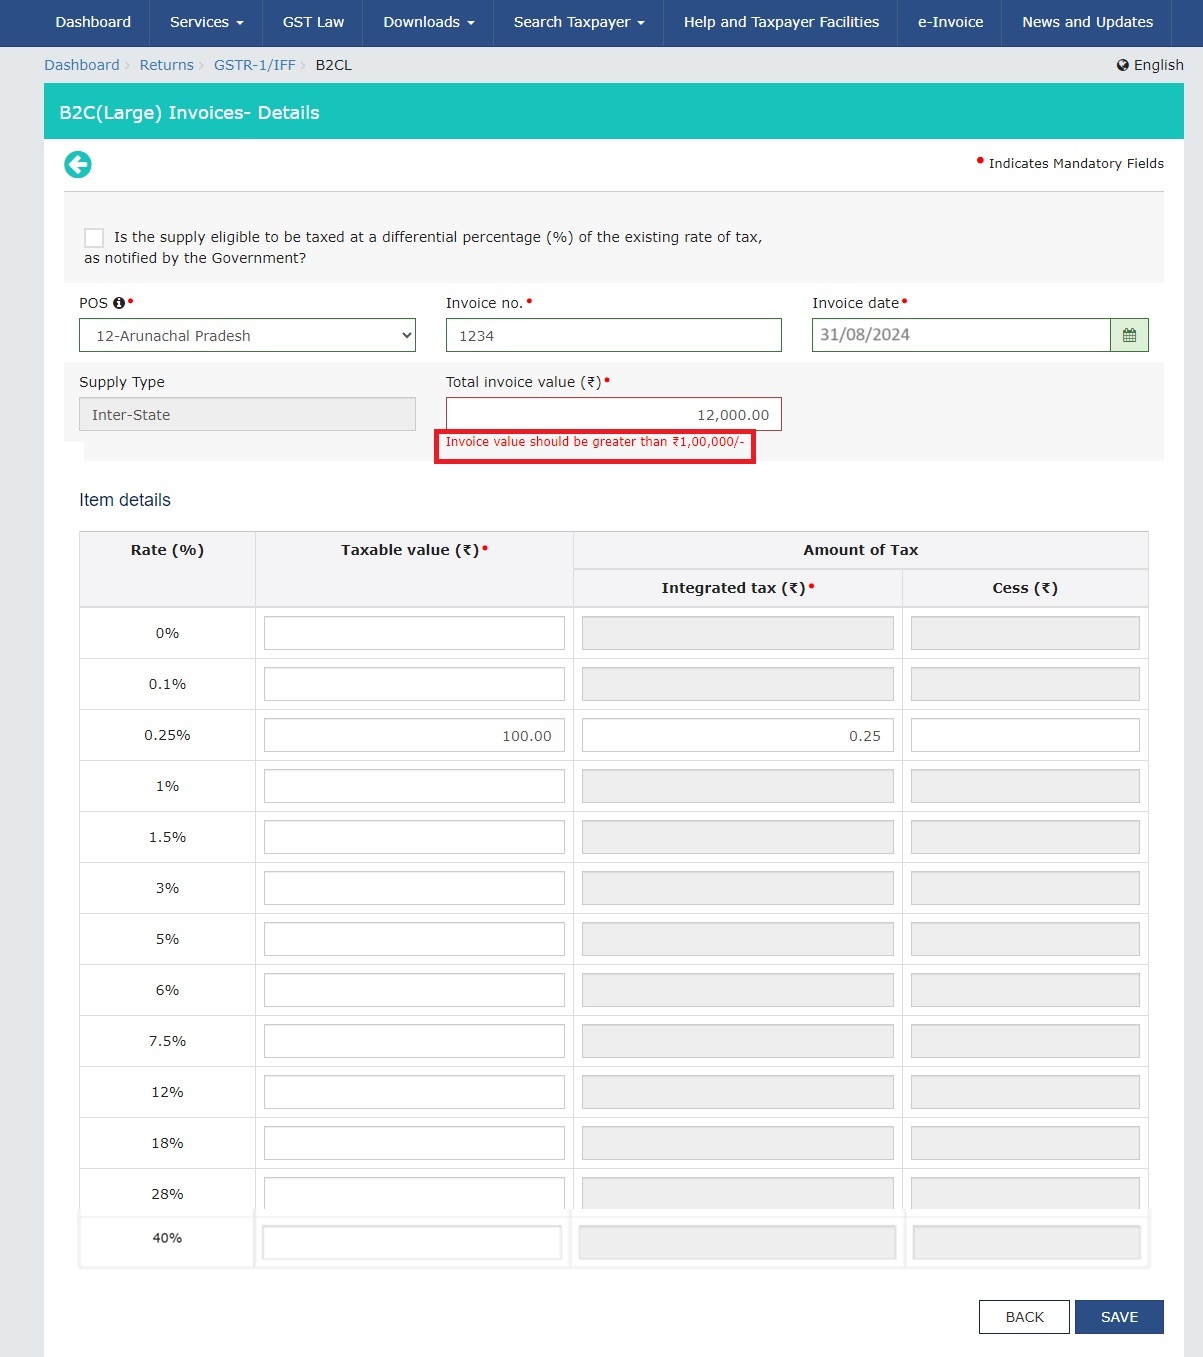 Dashboard Services GST Law Downloads Search Taxpayer Help and Taxpayer Facilities e-Invoice News and Updates
Dashboard > Returns > GSTR-1/IFF > B2CL English
B2C(Large) Invoices- Details
• Indicates Mandatory Fields
Is the supply eligible to be taxed at a differential percentage (%) of the existing rate of tax,
as notified by the Government?
POS • Invoice no. • Invoice date•
12-Arunachal Pradesh 1234 31/08/2024
Supply Type Total invoice value (₹)•
Inter-State 12,000.00
Invoice value should be greater than ₹1,00,000/-
Item details
Rate (%) Taxable value (₹)• Amount of Tax
Integrated tax (₹)• Cess (₹)
0%
0.1%
0.25% 100.00 0.25
1%
1.5%
3%
5%
6%
7.5%
12%
18%
28%
40%
BACK SAVE